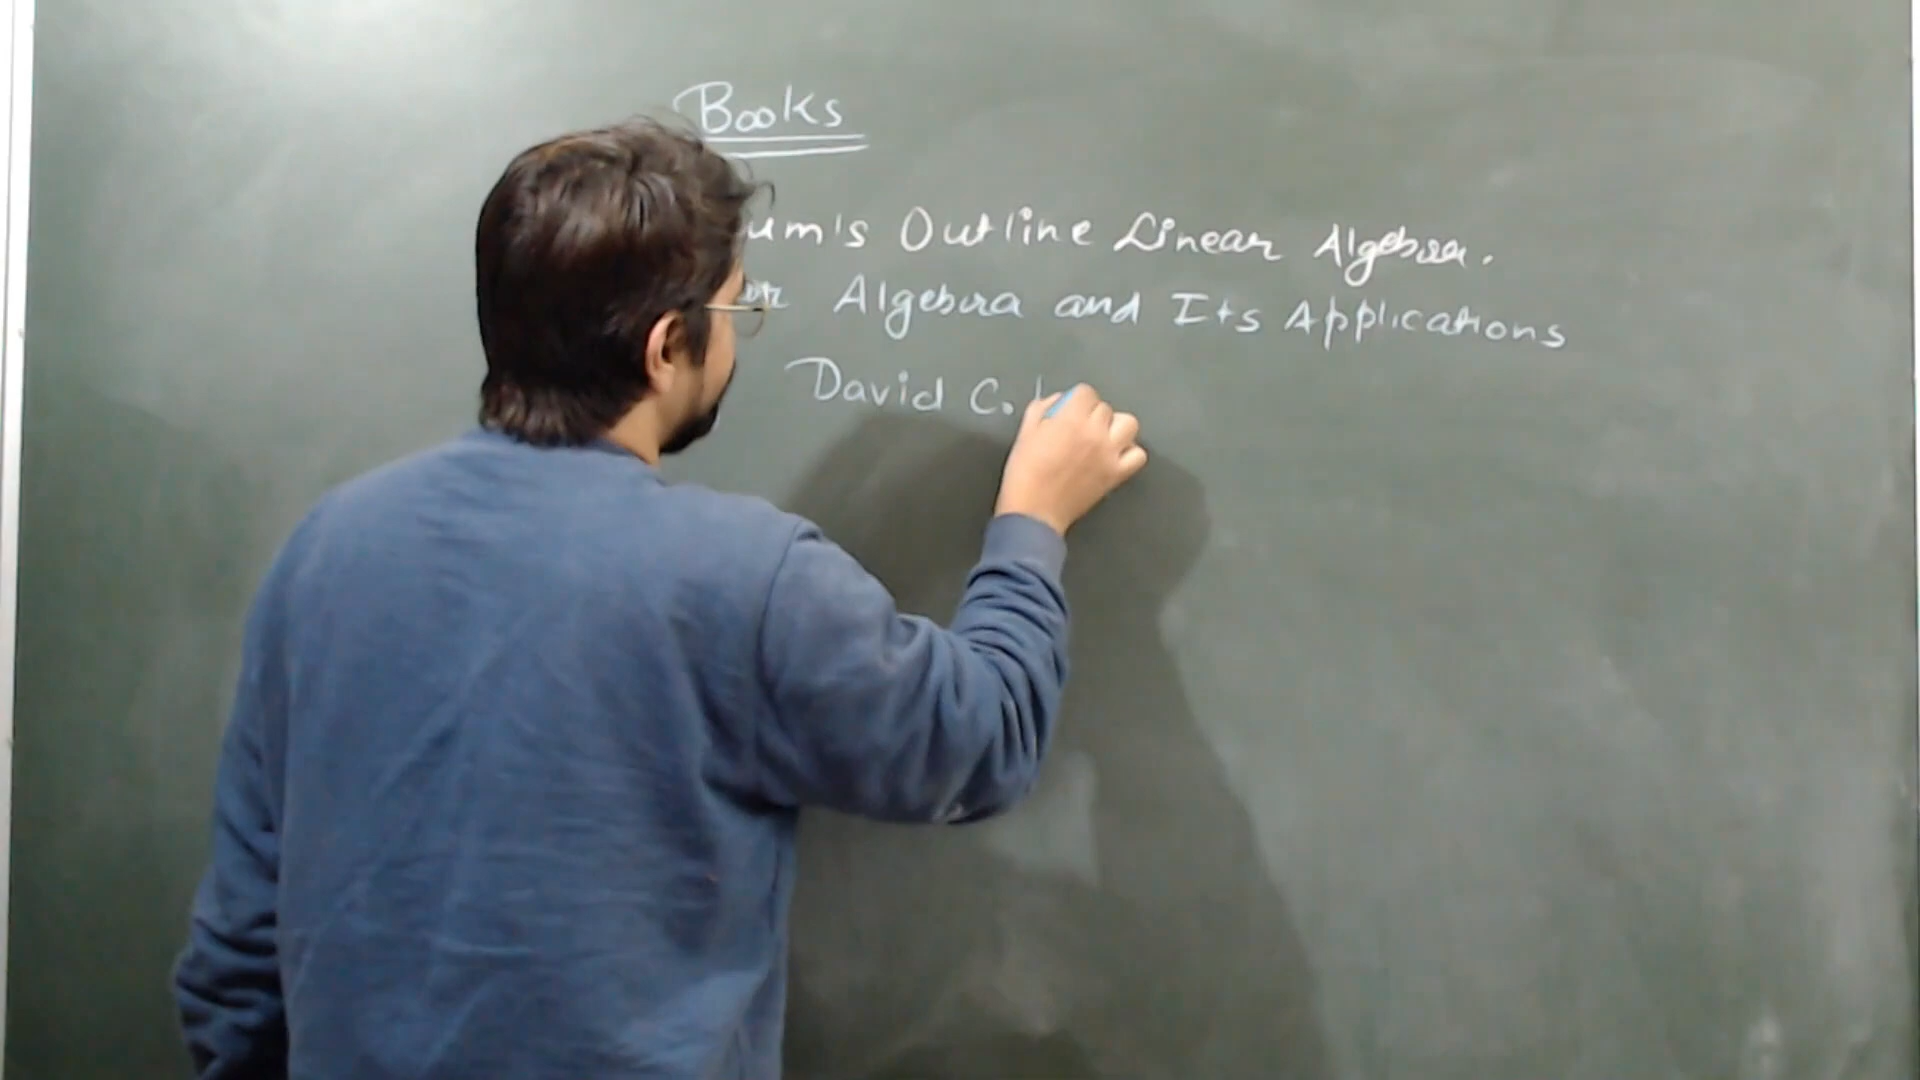 Books
um's Outline Linear Algebra.
Algebra and Its Applications
David C.